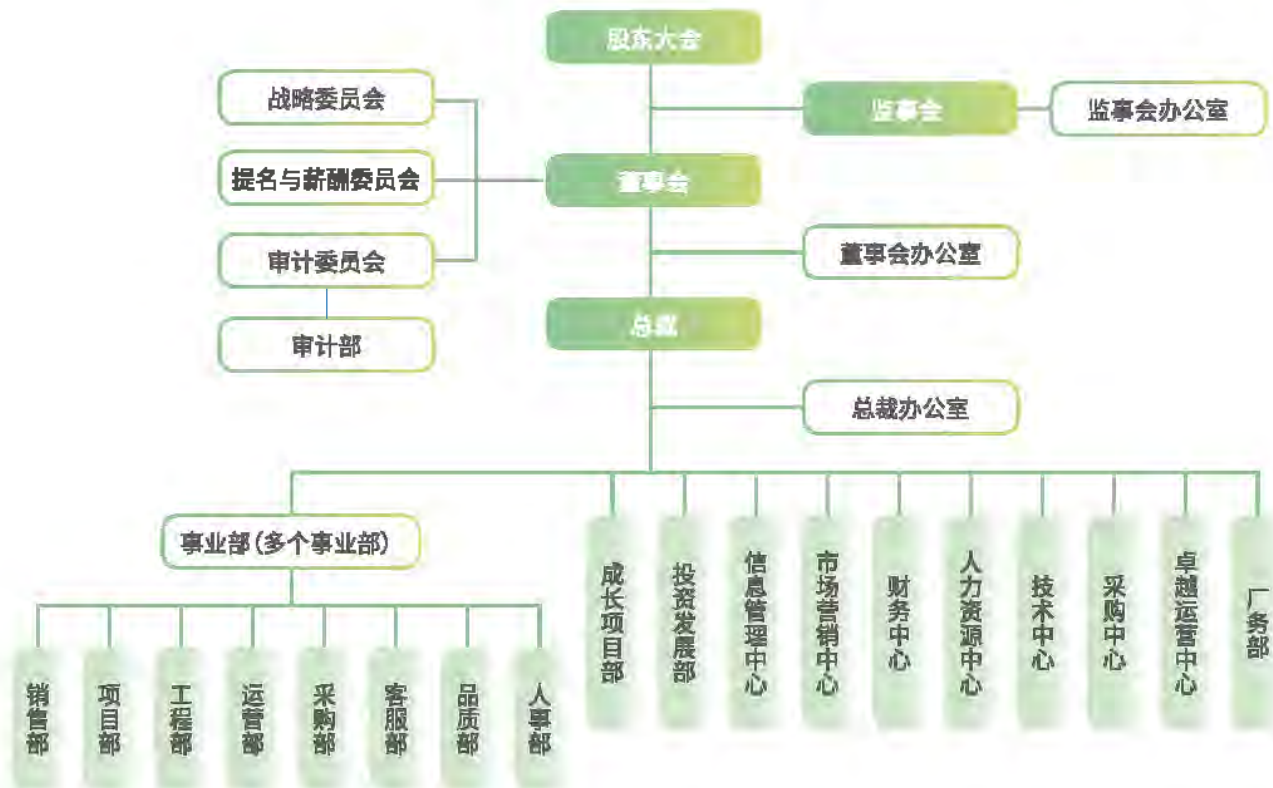 股东大会
战略委员会
监事会
监事会办公室
提名与薪酬委员会
董事会
审计委员会
董事会办公室
审计部
总裁
总裁办公室
事业部(多个事业部)
成长项目部
投资发展部
信息管理中心
市场营销中心
财务中心
人力资源中心
技术中心
采购中心
卓越运营中心
厂务部
销售部
项目部
工程部
运营部
采购部
客服部
品质部
人事部